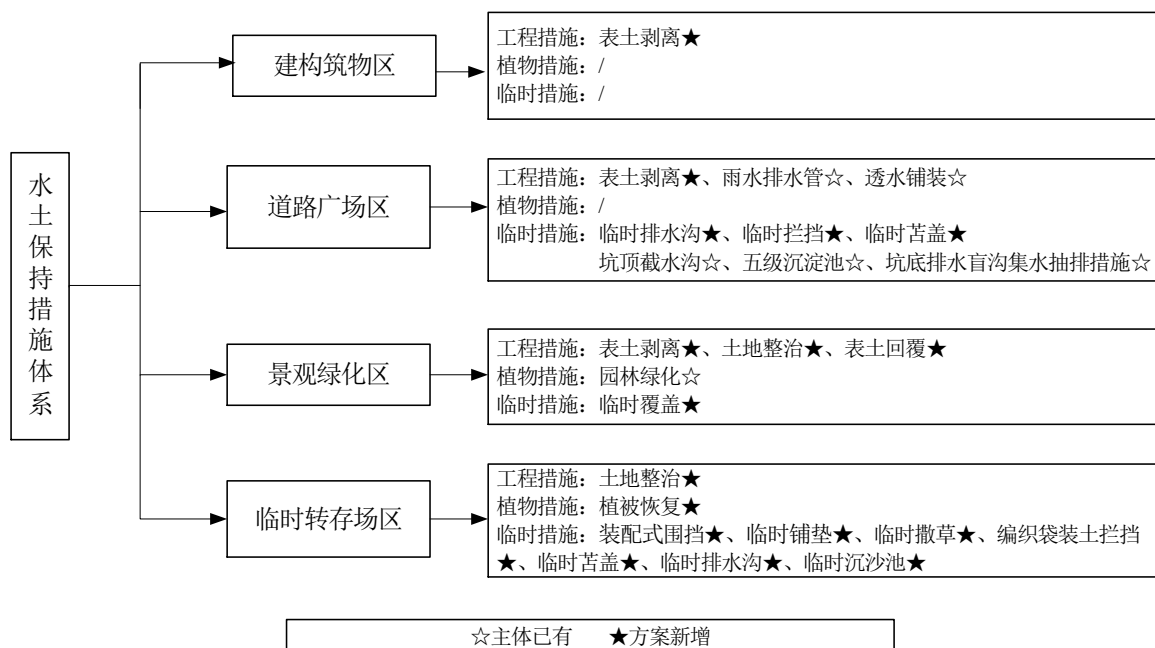 水土保持措施体系
建构筑物区
工程措施：表土剥离★
植物措施：/
临时措施：/
道路广场区
工程措施：表土剥离★、雨水排水管☆、透水铺装☆
植物措施：/
临时措施：临时排水沟★、临时拦挡★、临时苫盖★
坑顶截水沟☆、五级沉淀池☆、坑底排水盲沟集水抽排措施☆
景观绿化区
工程措施：表土剥离★、土地整治★、表土回覆★
植物措施：园林绿化☆
临时措施：临时覆盖★
临时转存场区
工程措施：土地整治★
植物措施：植被恢复★
临时措施：装配式围挡★、临时铺垫★、临时撒草★、编织袋装土拦挡
★、临时苫盖★、临时排水沟★、临时沉沙池★
☆主体已有 ★方案新增